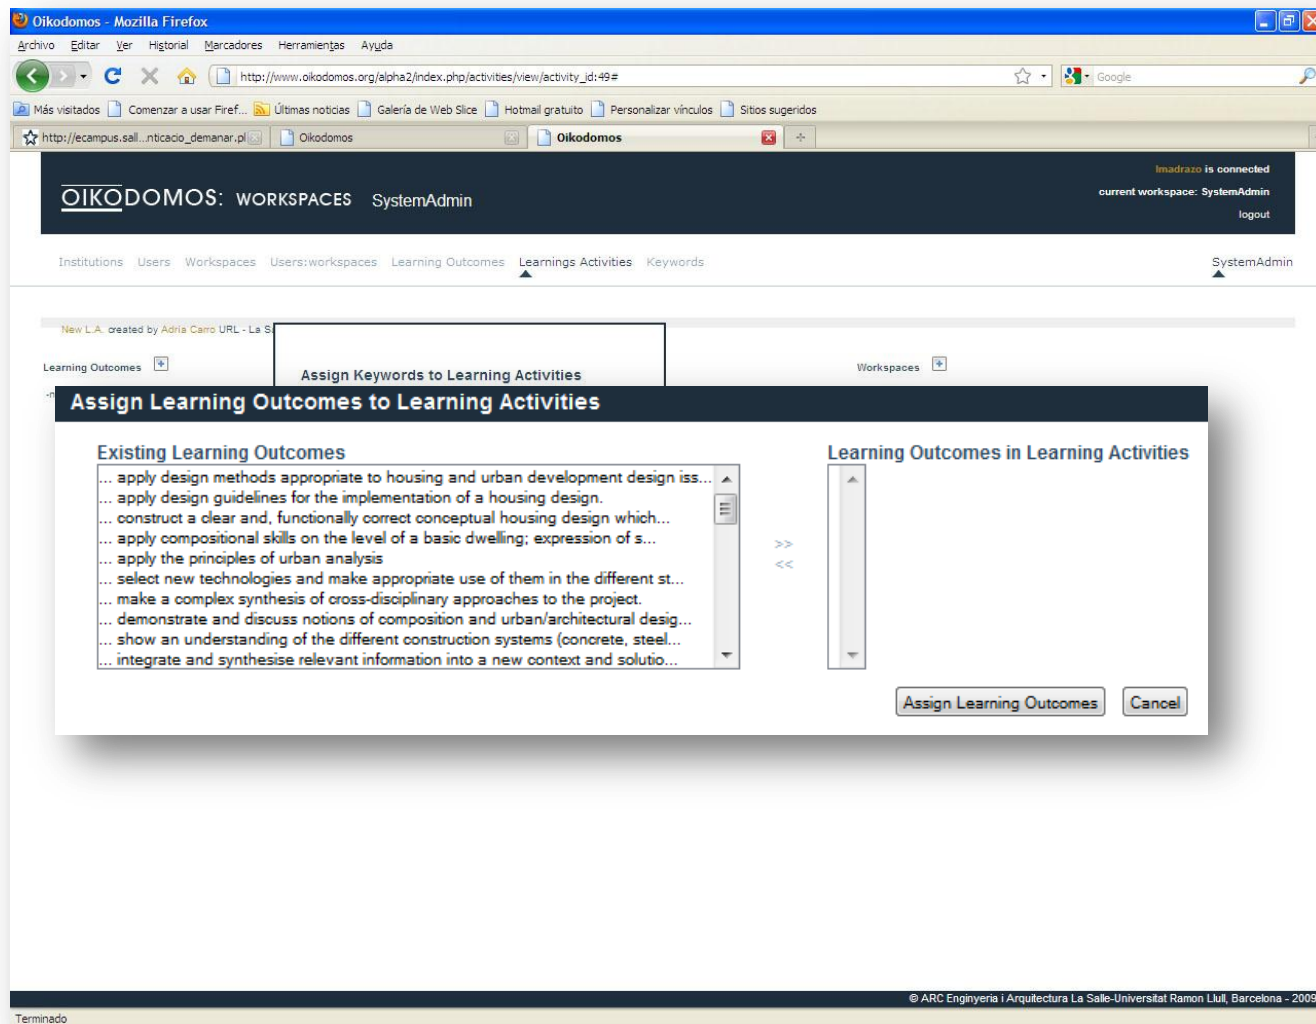 Oikodomos - Mozilla Firefox
Archivo Editar Ver Historial Marcadores Herramientas Ayuda
http://www.oikodomos.org/alpha2/index.php/activities/view/activity_id:49#
Google
Más visitados Comenzar a usar Firef... Últimas noticias Galería de Web Slice Hotmail gratuito Personalizar vínculos Sitios sugeridos
http://ecampus.sall...nticacio_demanar.pl Oikodomos Oikodomos
lmadrazo is connected
OIKODOMOS: WORKSPACES SystemAdmin
current workspace: SystemAdmin
logout
Institutions Users Workspaces Users:workspaces Learning Outcomes Learnings Activities Keywords SystemAdmin
New L.A. created by Adria Carro URL - La S
Learning Outcomes Workspaces
Assign Keywords to Learning Activities
-n
Assign Learning Outcomes to Learning Activities
Existing Learning Outcomes
... apply design methods appropriate to housing and urban development design iss...
... apply design guidelines for the implementation of a housing design.
... construct a clear and, functionally correct conceptual housing design which...
... apply compositional skills on the level of a basic dwelling; expression of s...
... apply the principles of urban analysis
... select new technologies and make appropriate use of them in the different st...
... make a complex synthesis of cross-disciplinary approaches to the project.
... demonstrate and discuss notions of composition and urban/architectural desig...
... show an understanding of the different construction systems (concrete, steel...
... integrate and synthesise relevant information into a new context and solutio...
>>
<<
Learning Outcomes in Learning Activities
Assign Learning Outcomes Cancel
© ARC Enginyeria i Arquitectura La Salle-Universitat Ramon Llull, Barcelona - 2009
Terminado